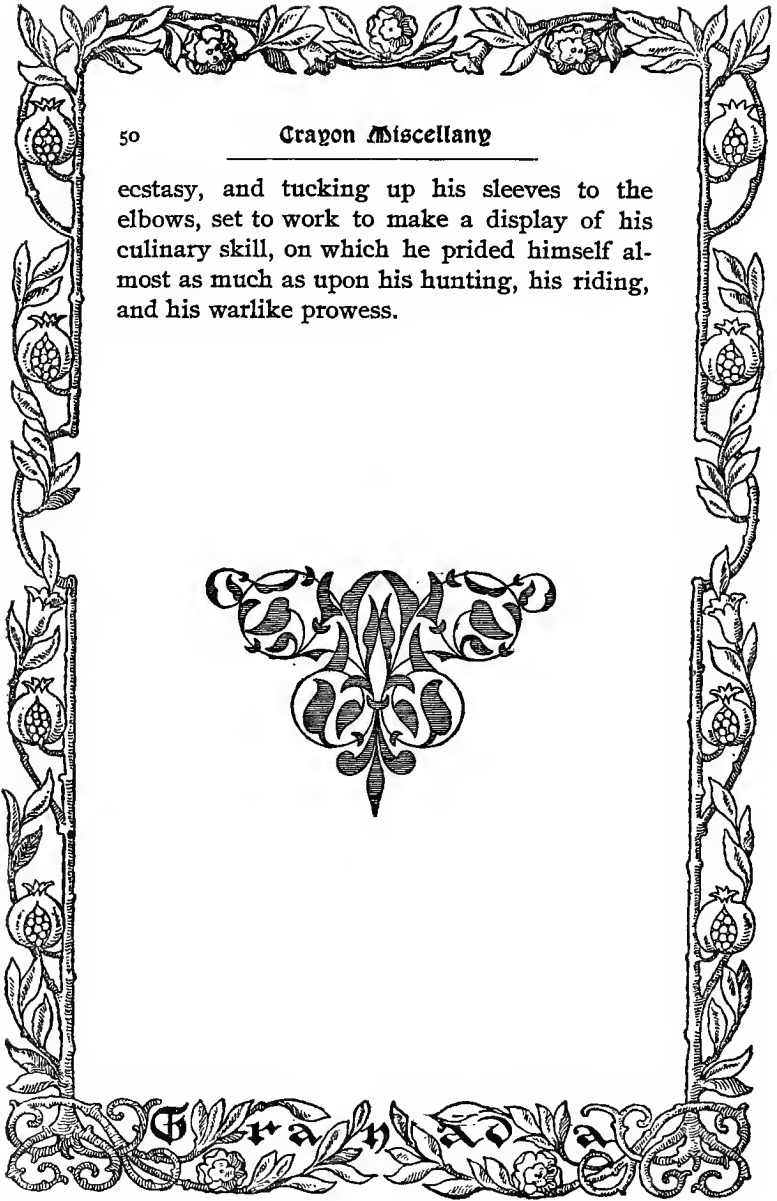 50
Crayon Miscellany
ecstasy, and tucking up his sleeves to the
elbows, set to work to make a display of his
culinary skill, on which he prided himself al-
most as much as upon his hunting, his riding,
and his warlike prowess.
Granada